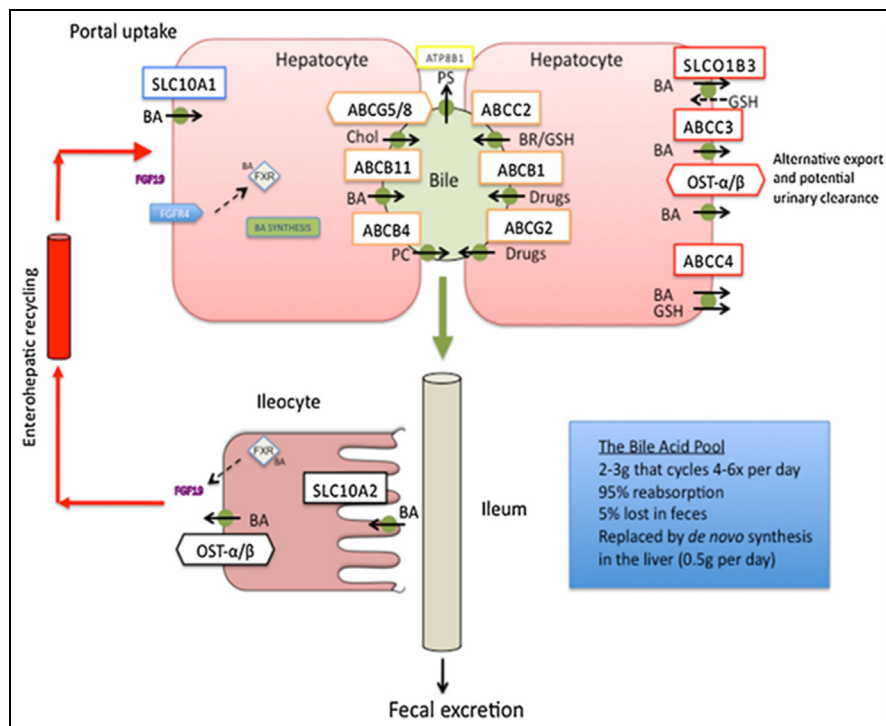 Portal uptake
Hepatocyte
ATP8B1
PS
Hepatocyte
SLC10A1
BA
ABCG5/8
Chol
ABCC2
BR/GSH
SLCO1B3
BA
GSH
ABCC3
BA
FGF19
BA
FXR
FGFR4
BA SYNTHESIS
ABCB11
BA
Bile
ABCB1
Drugs
OST-α/β
BA
Alternative export
and potential
urinary clearance
ABCB4
PC
ABCG2
Drugs
ABCC4
BA
GSH
Enterohepatic recycling
Ileocyte
FXR
BA
FGF19
SLC10A2
BA
BA
OST-α/β
Ileum
The Bile Acid Pool
2-3g that cycles 4-6x per day
95% reabsorption
5% lost in feces
Replaced by de novo synthesis
in the liver (0.5g per day)
Fecal excretion